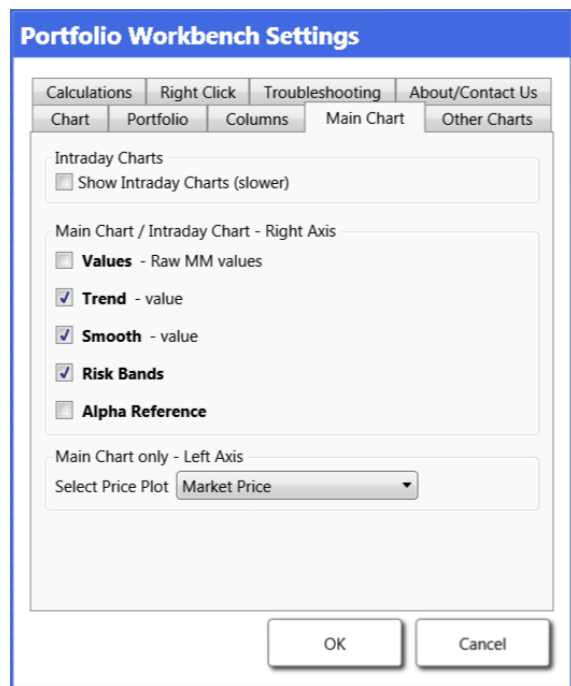 Portfolio Workbench Settings
Calculations Right Click Troubleshooting About/Contact Us
Chart Portfolio Columns Main Chart Other Charts
Intraday Charts
Show Intraday Charts (slower)
Main Chart / Intraday Chart - Right Axis
Values - Raw MM values
Trend - value
Smooth - value
Risk Bands
Alpha Reference
Main Chart only - Left Axis
Select Price Plot Market Price
OK Cancel